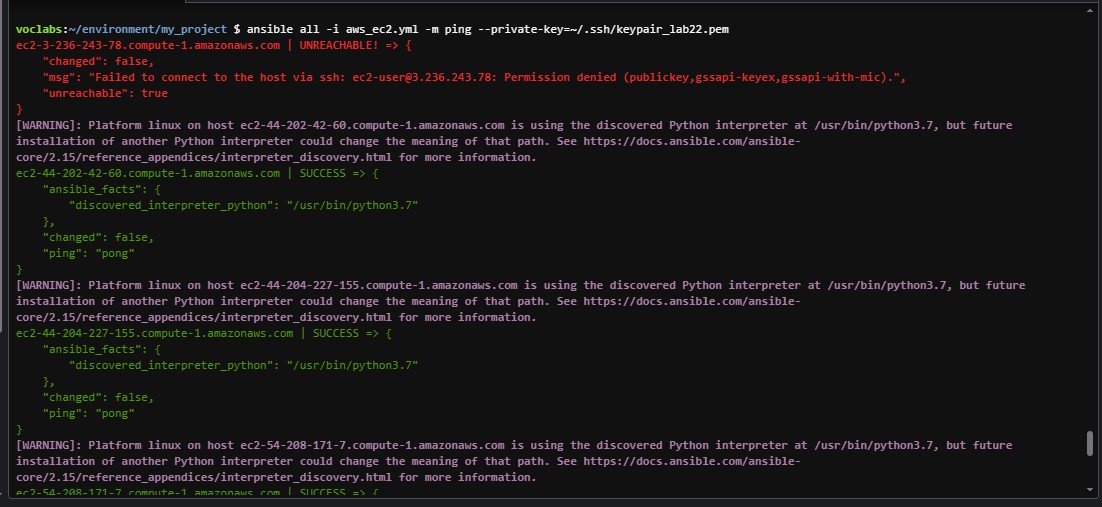 voclabs:~/environment/my_project $ ansible all -i aws_ec2.yml -m ping --private-key=~/.ssh/keypair_lab22.pem
ec2-3-236-243-78.compute-1.amazonaws.com | UNREACHABLE! => {
    "changed": false,
    "msg": "Failed to connect to the host via ssh: ec2-user@3.236.243.78: Permission denied (publickey,gssapi-keyex,gssapi-with-mic).",
    "unreachable": true
}
[WARNING]: Platform linux on host ec2-44-202-42-60.compute-1.amazonaws.com is using the discovered Python interpreter at /usr/bin/python3.7, but future
installation of another Python interpreter could change the meaning of that path. See https://docs.ansible.com/ansible-
core/2.15/reference_appendices/interpreter_discovery.html for more information.
ec2-44-202-42-60.compute-1.amazonaws.com | SUCCESS => {
    "ansible_facts": {
        "discovered_interpreter_python": "/usr/bin/python3.7"
    },
    "changed": false,
    "ping": "pong"
}
[WARNING]: Platform linux on host ec2-44-204-227-155.compute-1.amazonaws.com is using the discovered Python interpreter at /usr/bin/python3.7, but future
installation of another Python interpreter could change the meaning of that path. See https://docs.ansible.com/ansible-
core/2.15/reference_appendices/interpreter_discovery.html for more information.
ec2-44-204-227-155.compute-1.amazonaws.com | SUCCESS => {
    "ansible_facts": {
        "discovered_interpreter_python": "/usr/bin/python3.7"
    },
    "changed": false,
    "ping": "pong"
}
[WARNING]: Platform linux on host ec2-54-208-171-7.compute-1.amazonaws.com is using the discovered Python interpreter at /usr/bin/python3.7, but future
installation of another Python interpreter could change the meaning of that path. See https://docs.ansible.com/ansible-
core/2.15/reference_appendices/interpreter_discovery.html for more information.
ec2-54-208-171-7.compute-1.amazonaws.com | SUCCESS => {